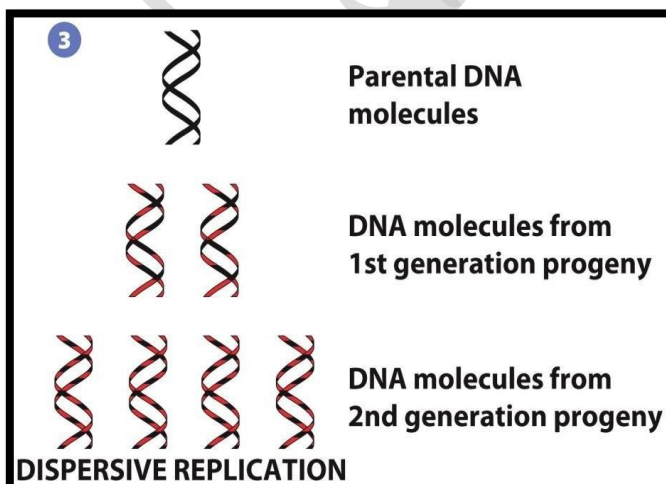 3
Parental DNA
molecules
DNA molecules from
1st generation progeny
DNA molecules from
2nd generation progeny
DISPERSIVE REPLICATION